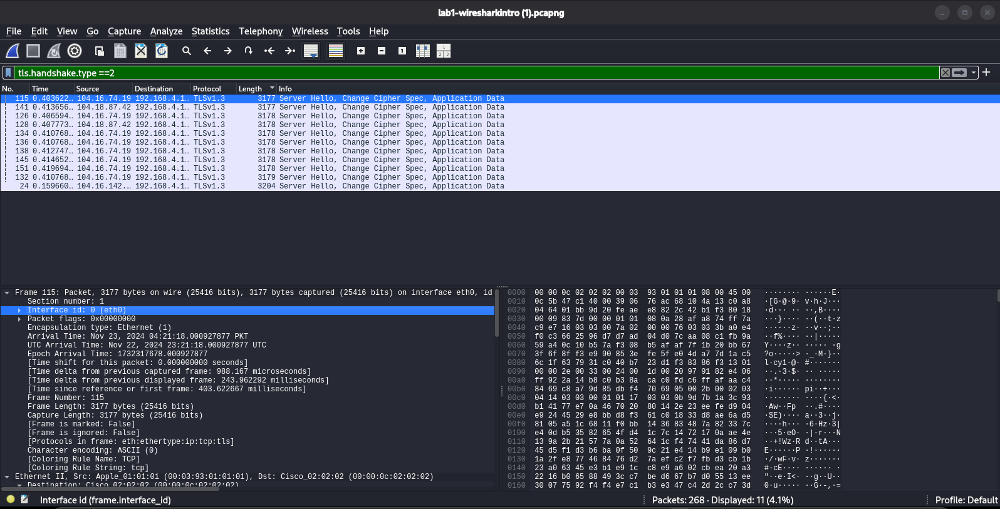 lab1-wiresharkintro (1).pcapng
File Edit View Go Capture Analyze Statistics Telephony Wireless Tools Help
tls.handshake.type ==2
No. Time Source Destination Protocol Length Info
115 0.403622… 104.16.74.19 192.168.4.1… TLSv1.3 3177 Server Hello, Change Cipher Spec, Application Data
141 0.413656… 104.18.87.42 192.168.4.1… TLSv1.3 3177 Server Hello, Change Cipher Spec, Application Data
126 0.406594… 104.16.74.19 192.168.4.1… TLSv1.3 3178 Server Hello, Change Cipher Spec, Application Data
128 0.407773… 104.18.87.42 192.168.4.1… TLSv1.3 3178 Server Hello, Change Cipher Spec, Application Data
134 0.410768… 104.16.74.19 192.168.4.1… TLSv1.3 3178 Server Hello, Change Cipher Spec, Application Data
136 0.410768… 104.16.74.19 192.168.4.1… TLSv1.3 3178 Server Hello, Change Cipher Spec, Application Data
138 0.412747… 104.16.74.19 192.168.4.1… TLSv1.3 3178 Server Hello, Change Cipher Spec, Application Data
145 0.414652… 104.16.74.19 192.168.4.1… TLSv1.3 3178 Server Hello, Change Cipher Spec, Application Data
151 0.419694… 104.16.74.19 192.168.4.1… TLSv1.3 3178 Server Hello, Change Cipher Spec, Application Data
132 0.410768… 104.16.74.19 192.168.4.1… TLSv1.3 3179 Server Hello, Change Cipher Spec, Application Data
24 0.159660… 104.16.142.… 192.168.4.1… TLSv1.3 3204 Server Hello, Change Cipher Spec, Application Data
Frame 115: Packet, 3177 bytes on wire (25416 bits), 3177 bytes captured (25416 bits) on interface eth0, id
Section number: 1
Interface id: 0 (eth0)
Packet flags: 0x00000000
Encapsulation type: Ethernet (1)
Arrival Time: Nov 23, 2024 04:21:18.000927877 PKT
UTC Arrival Time: Nov 22, 2024 23:21:18.000927877 UTC
Epoch Arrival Time: 1732317678.000927877
[Time shift for this packet: 0.000000000 seconds]
[Time delta from previous captured frame: 988.167 microseconds]
[Time delta from previous displayed frame: 243.962292 milliseconds]
[Time since reference or first frame: 403.622667 milliseconds]
Frame Number: 115
Frame Length: 3177 bytes (25416 bits)
Capture Length: 3177 bytes (25416 bits)
[Frame is marked: False]
[Frame is ignored: False]
[Protocols in frame: eth:ethertype:ip:tcp:tls]
Character encoding: ASCII (0)
[Coloring Rule Name: TCP]
[Coloring Rule String: tcp]
Ethernet II, Src: Apple_01:01:01 (00:03:93:01:01:01), Dst: Cisco_02:02:02 (00:00:0c:02:02:02)
Destination: Cisco_02:02:02 (00:00:0c:02:02:02)
0000 00 00 0c 02 02 02 00 03 93 01 01 01 08 00 45 00 ········ ······E·
0010 0c 5b 47 c1 40 00 39 06 76 ac 68 10 4a 13 c0 a8 ·[G·@·9· v·h·J···
0020 04 64 01 bb 9d 20 fe ae e8 82 2c 42 b1 f3 80 18 ·d··· ·· ··,B····
0030 00 09 83 7d 00 00 01 01 08 0a 28 af a8 74 ff 7a ···}···· ··(··t·z
0040 c9 e7 16 03 03 00 7a 02 00 00 76 03 03 3b a0 e4 ······z· ··v··;··
0050 f0 c3 66 25 96 d7 d7 ad 04 d0 7c aa 08 c1 fb 9a ··f%···· ··|·····
0060 59 a4 0c 10 b5 7a f3 08 b5 af af 7f 1b 20 bb 67 Y····z·· ····· ·g
0070 3f 6f 8f f3 e9 90 85 3e fe 5f e0 4d a7 7d 1a c5 ?o·····> ·_·M·}··
0080 6c 1f 63 79 31 c0 40 b7 23 d1 f3 83 86 f3 13 01 l·cy1·@· #·······
0090 00 00 2e 00 33 00 24 00 1d 00 20 97 91 82 e4 06 ··.·3·$· ·· ·····
00a0 ff 92 2a 14 b8 c0 b3 8a ca c0 fd c6 ff af aa c4 ··*····· ········
00b0 84 69 c8 a7 9d 85 db f4 70 69 05 00 2b 00 02 03 ·i······ pi··+···
00c0 04 14 03 03 00 01 01 17 03 03 0b 9d 7b 1a 3c 93 ········ ····{·<·
00d0 b1 41 77 e7 0a 46 70 20 80 14 2e 23 ee fe d9 04 ·Aw··Fp  ··.#····
00e0 e9 24 45 29 e8 bb d8 f3 61 c0 18 33 d8 ae 6a d5 ·$E)···· a··3··j·
00f0 81 05 a5 1c 68 11 f0 bb 14 36 83 48 7a 82 33 7c ····h··· ·6·Hz·3|
0100 e4 0d b5 35 82 65 4f d4 1c 7c 14 72 17 0a ae 4e ···5·eO· ·|·r···N
0110 13 9a 2b 21 57 7a 0a 52 64 1c f4 74 41 da 86 d7 ··+!Wz·R d··tA···
0120 45 d5 f1 d3 b6 ba 0f 50 9c 21 e4 14 b9 e1 09 b0 E······P ·!······
0130 1a 2f e8 77 46 84 76 d2 7a ef c2 f7 fb d3 cb 1b ·/·wF·v· z·······
0140 23 a0 63 45 e3 b1 e9 1c c8 e9 a6 02 cb ea 20 a3 #·cE···· ······ ·
0150 22 16 b0 65 88 49 3c c7 be d6 67 b7 d0 55 13 ee "··e·I<· ··g··U··
0160 30 07 75 92 f4 f4 e7 c1 b3 e3 47 c4 2d 2c c7 3d 0·u····· ··G·-,·=
Interface id (frame.interface_id)
Packets: 268 · Displayed: 11 (4.1%)
Profile: Default